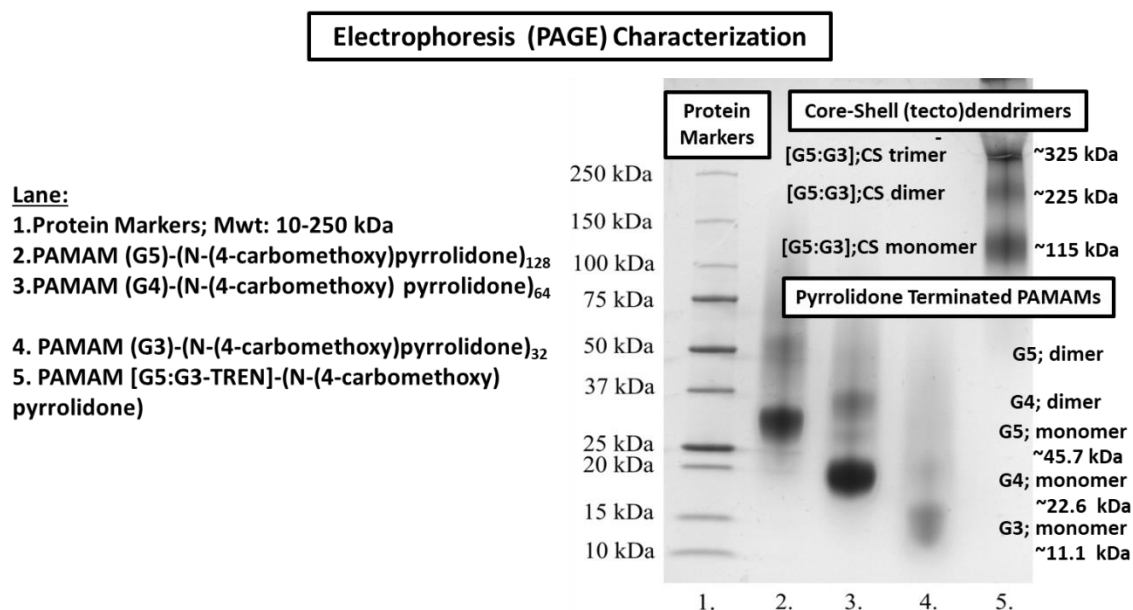 Electrophoresis (PAGE) Characterization
Lane:
1.Protein Markers; Mwt: 10-250 kDa
2.PAMAM (G5)-(N-(4-carbomethoxy)pyrrolidone)₁₂₈
3.PAMAM (G4)-(N-(4-carbomethoxy) pyrrolidone)₆₄
4. PAMAM (G3)-(N-(4-carbomethoxy)pyrrolidone)₃₂
5. PAMAM [G5:G3-TREN]-(N-(4-carbomethoxy)
pyrrolidone)
Protein
Markers
250 kDa
150 kDa
100 kDa
75 kDa
50 kDa
37 kDa
25 kDa
20 kDa
15 kDa
10 kDa
Core-Shell (tecto)dendrimers
[G5:G3];CS trimer
~325 kDa
[G5:G3];CS dimer
~225 kDa
[G5:G3];CS monomer
~115 kDa
Pyrrolidone Terminated PAMAMs
G5; dimer
G4; dimer
G5; monomer
~45.7 kDa
G4; monomer
~22.6 kDa
G3; monomer
~11.1 kDa
1. 2. 3. 4. 5.